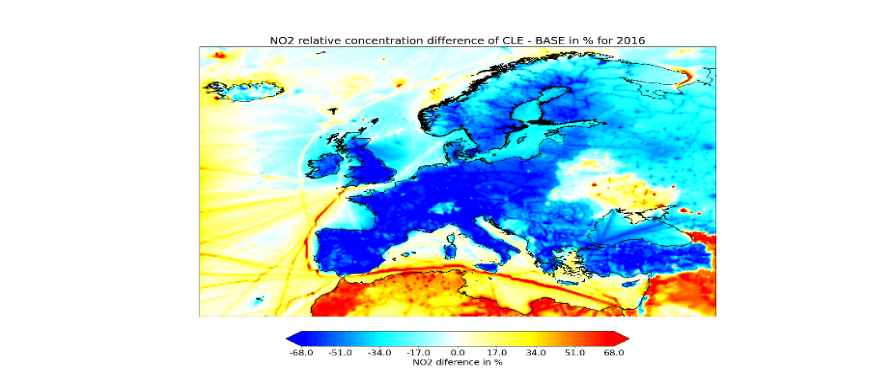 NO2 relative concentration difference of CLE - BASE in % for 2016
-68.0 -51.0 -34.0 -17.0 0.0 17.0 34.0 51.0 68.0
NO2 diference in %